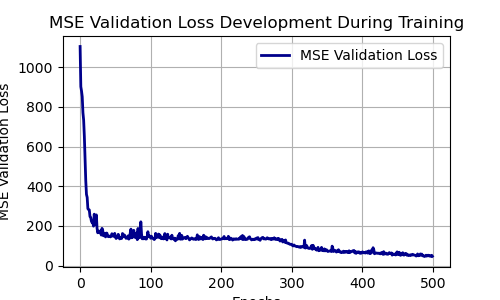 MSE Validation Loss Development During Training
MSE Validation Loss
1000
800
600
400
200
0
MSE Validation Loss
0 100 200 300 400 500
Epochs